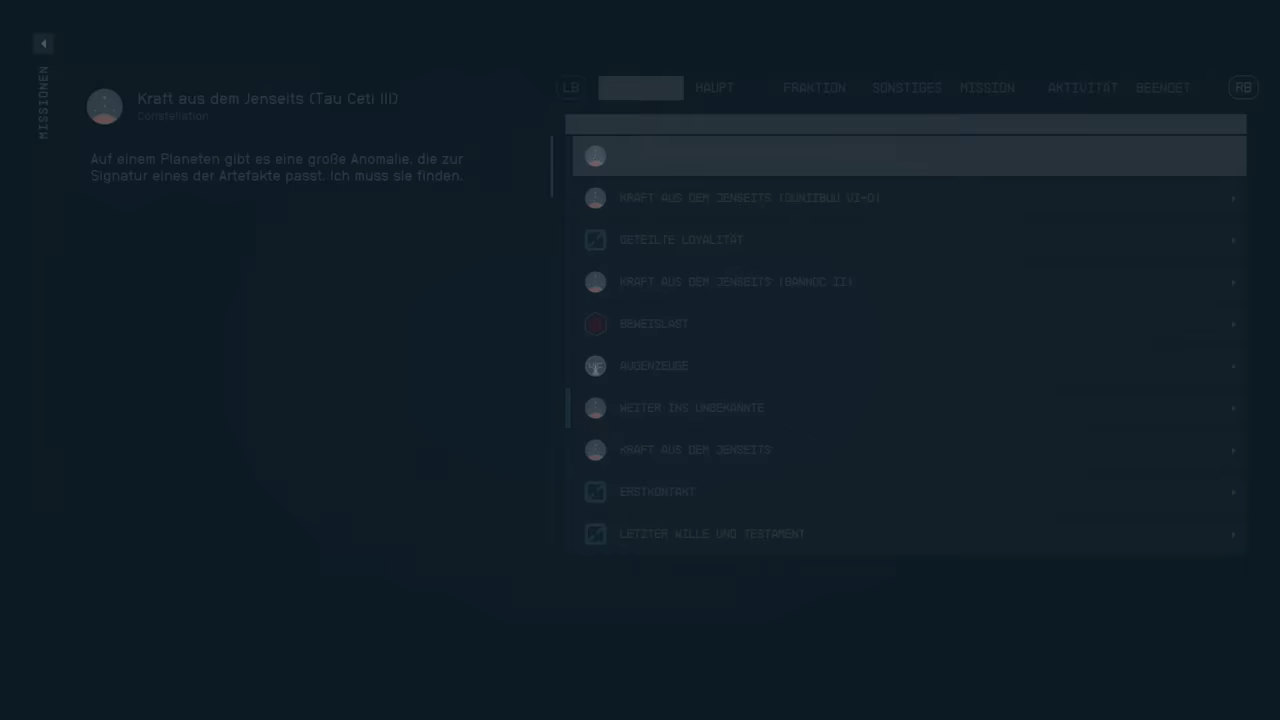 MISSIONEN
Kraft aus dem Jenseits (Tau Ceti III)
Constellation
Auf einem Planeten gibt es eine große Anomalie, die zur
Signatur eines der Artefakte passt. Ich muss sie finden.
LB
HAUPT
FRAKTION
SONSTIGES
MISSION
AKTIVITÄT
BEENDET
RB
KRAFT AUS DEM JENSEITS (GUNIIBUU VI-D)
GETEILTE LOYALITÄT
KRAFT AUS DEM JENSEITS (BANNOC II)
BEWEISLAST
AUGENZEUGE
WEITER INS UNBEKANNTE
KRAFT AUS DEM JENSEITS
ERSTKONTAKT
LETZTER WILLE UND TESTAMENT